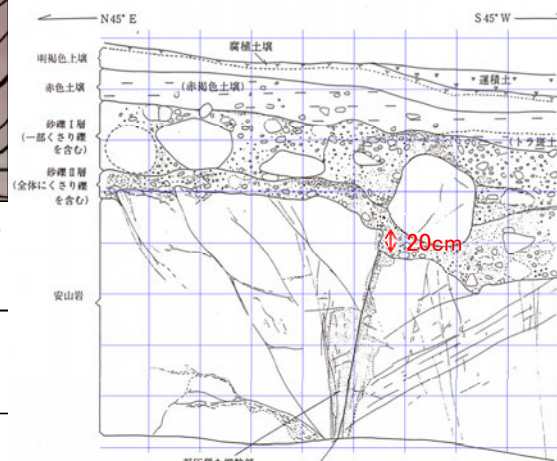 N45°E
S45°W
腐植土壌
明褐色土壌
運積土
赤色土壌
(赤褐色土壌)
砂礫Ⅰ層
(一部くさり礫
を含む)
(トラ斑土
砂礫Ⅱ層
(全体にくさり礫
を含む)
20cm
安山岩